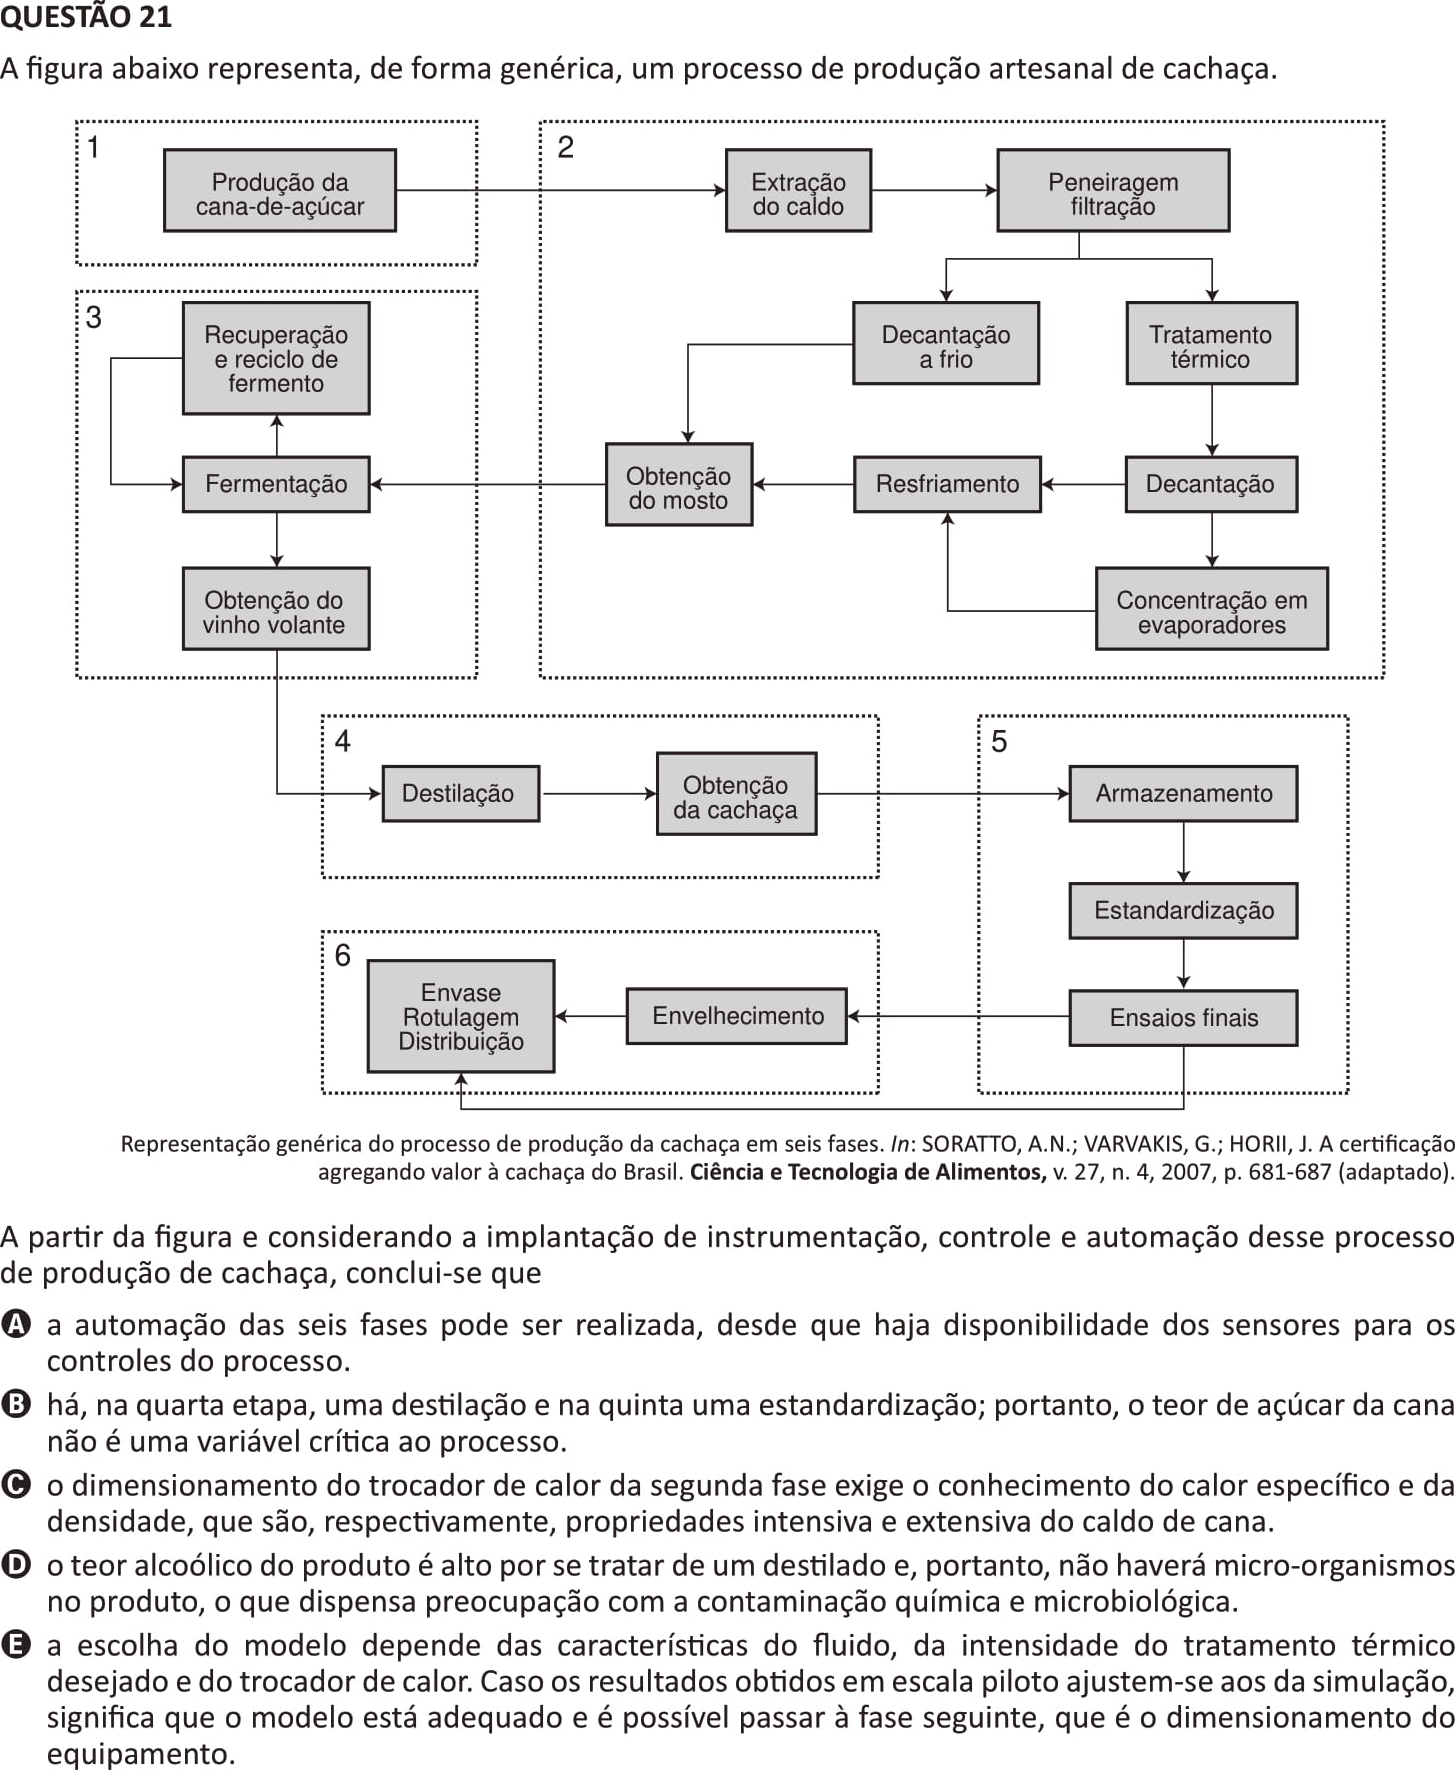 QUESTÃO 21
A figura abaixo representa, de forma genérica, um processo de produção artesanal de cachaça.
1
Produção da
cana-de-açúcar
2
Extração
do caldo
Peneiragem
filtração
Decantação
a frio
Tratamento
térmico
Obtenção
do mosto
Resfriamento
Decantação
Concentração em
evaporadores
3
Recuperação
e reciclo de
fermento
Fermentação
Obtenção do
vinho volante
4
Destilação
Obtenção
da cachaça
5
Armazenamento
Estandardização
Ensaios finais
6
Envase
Rotulagem
Distribuição
Envelhecimento
Representação genérica do processo de produção da cachaça em seis fases. In: SORATTO, A.N.; VARVAKIS, G.; HORII, J. A certificação
agregando valor à cachaça do Brasil. Ciência e Tecnologia de Alimentos, v. 27, n. 4, 2007, p. 681-687 (adaptado).
A partir da figura e considerando a implantação de instrumentação, controle e automação desse processo
de produção de cachaça, conclui-se que
A a automação das seis fases pode ser realizada, desde que haja disponibilidade dos sensores para os
controles do processo.
B há, na quarta etapa, uma destilação e na quinta uma estandardização; portanto, o teor de açúcar da cana
não é uma variável crítica ao processo.
C o dimensionamento do trocador de calor da segunda fase exige o conhecimento do calor específico e da
densidade, que são, respectivamente, propriedades intensiva e extensiva do caldo de cana.
D o teor alcoólico do produto é alto por se tratar de um destilado e, portanto, não haverá micro-organismos
no produto, o que dispensa preocupação com a contaminação química e microbiológica.
E a escolha do modelo depende das características do fluido, da intensidade do tratamento térmico
desejado e do trocador de calor. Caso os resultados obtidos em escala piloto ajustem-se aos da simulação,
significa que o modelo está adequado e é possível passar à fase seguinte, que é o dimensionamento do
equipamento.